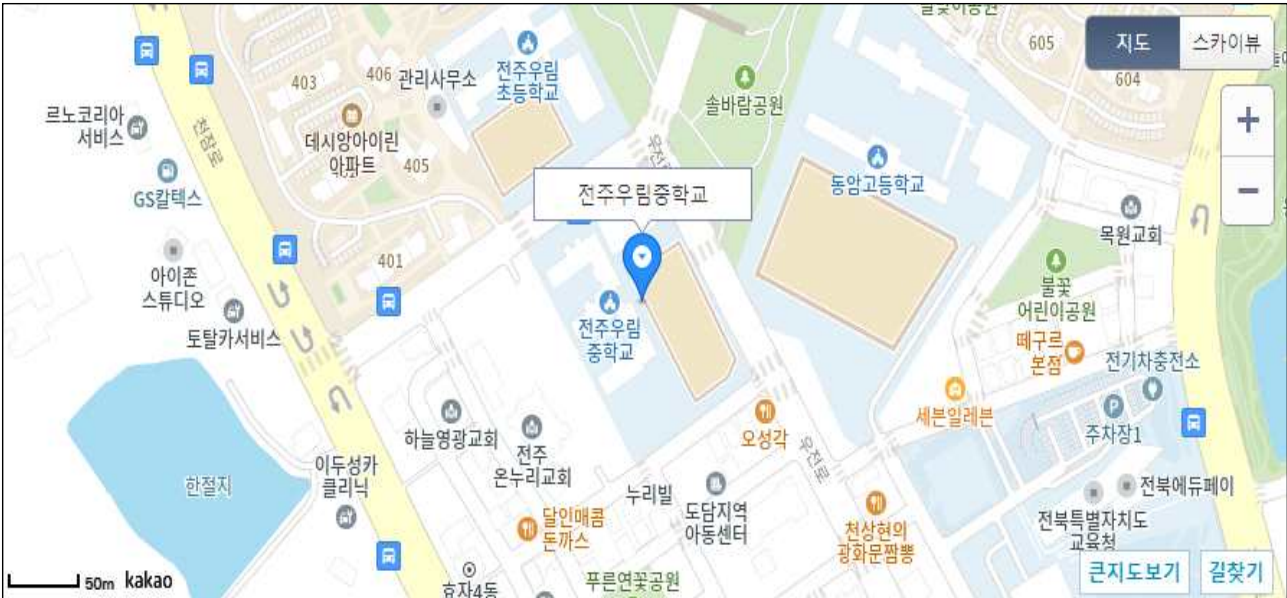 605
지도
스카이뷰
604
전주우림
초등학교
403
406
관리사무소
솔바람공원
르노코리아
서비스
천잠로
데시앙아이린
아파트
405
동암고등학교
GS칼텍스
전주우림중학교
목원교회
401
아이존
스튜디오
불꽃
어린이공원
토탈카서비스
전주우림
중학교
떼구르
본점
전기차충전소
세븐일레븐
P
주차장1
하늘영광교회
전주
온누리교회
오성각
우전로
이두성카
클리닉
한절지
누리빌
도담지역
아동센터
전북에듀페이
달인매콤
돈까스
천상현의
광화문짬뽕
전북특별자치도
교육청
50m kakao
효자4동
푸른연꽃공원
큰지도보기
길찾기